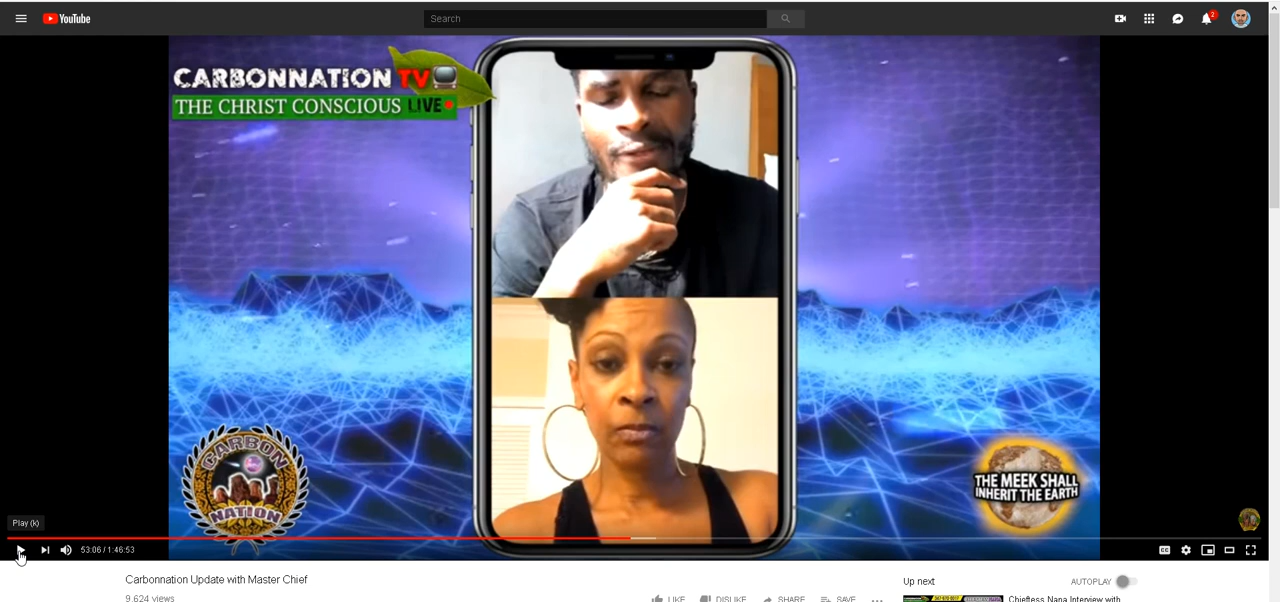 YouTube
Search
2
CARBONNATION TV
THE CHRIST CONSCIOUS LIVE
CARBON
NATION
THE MEEK SHALL
INHERIT THE EARTH
Play (k)
53:06 / 1:46:53
CC
Carbonnation Update with Master Chief
9,624 views
LIKE
DISLIKE
SHARE
SAVE
Up next
AUTOPLAY
Chieftess Nana Interview with